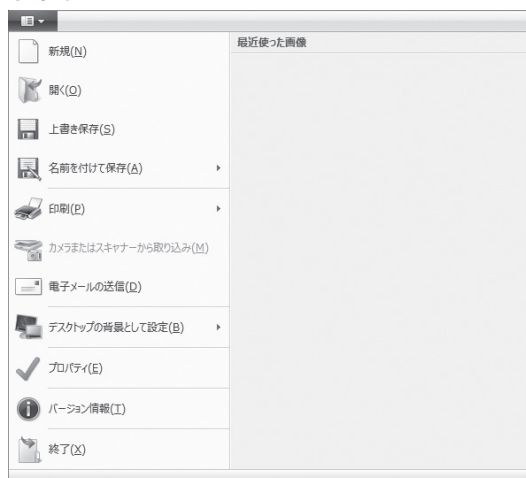 最近使った画像
新規(N)
開く(O)
上書き保存(S)
名前を付けて保存(A)
印刷(P)
カメラまたはスキャナーから取り込み(M)
電子メールの送信(D)
デスクトップの背景として設定(B)
プロパティ(E)
バージョン情報(T)
終了(X)